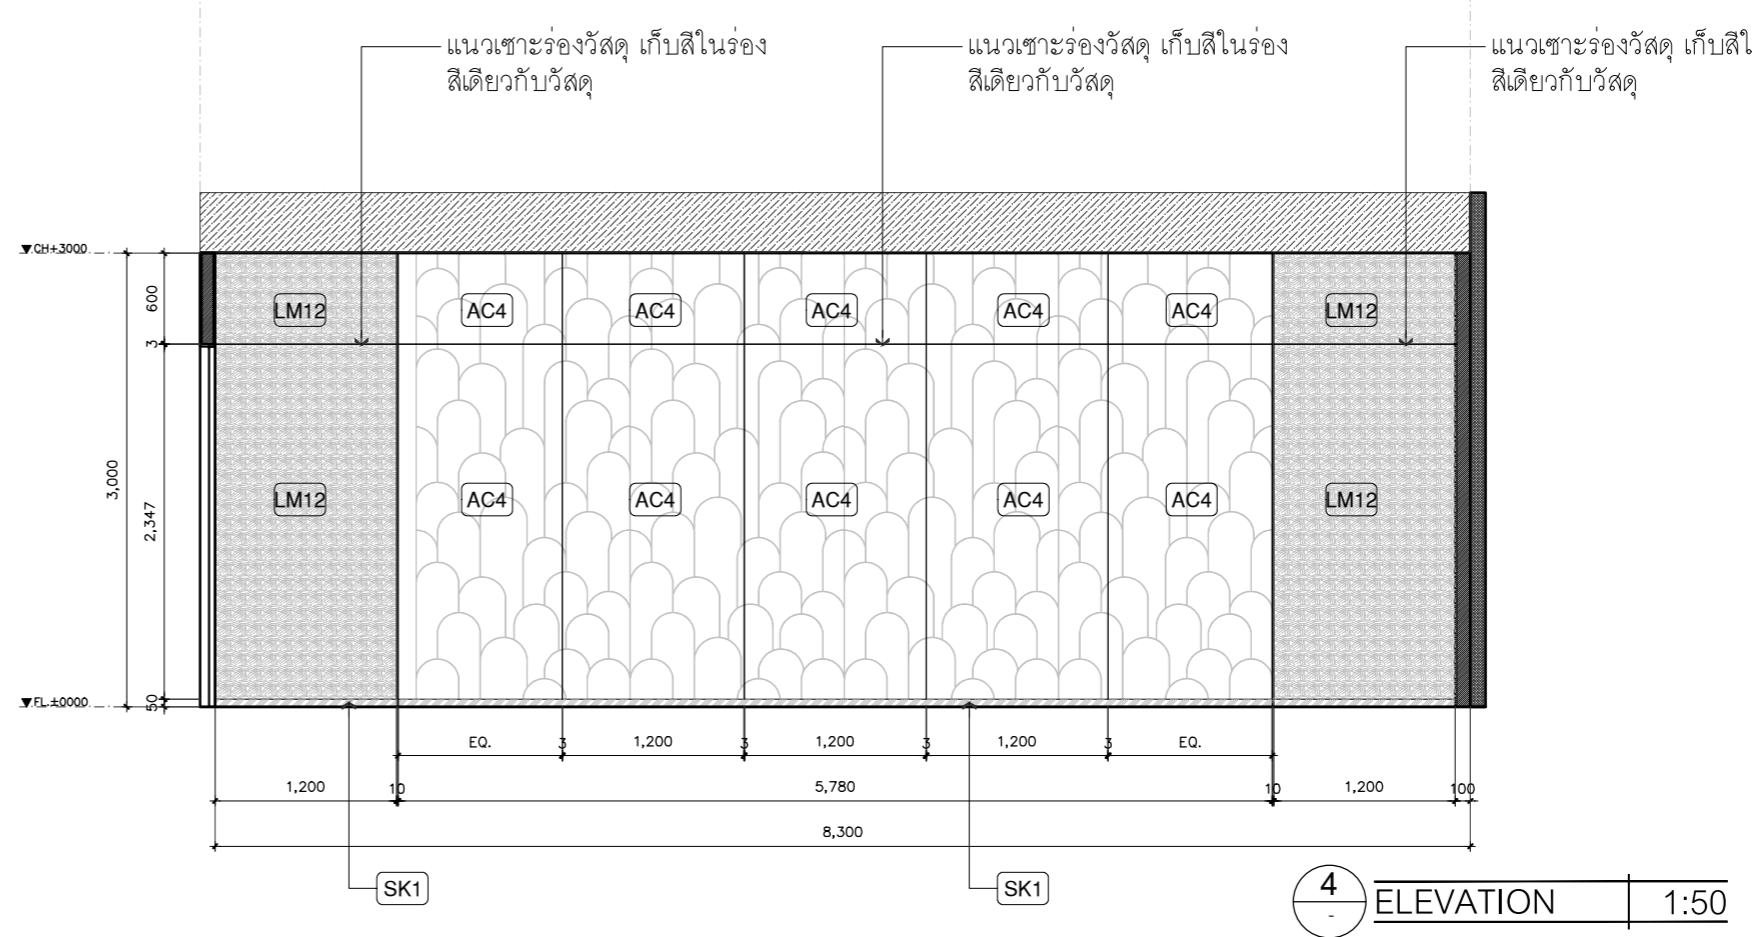 แนวเซาะร่องวัสดุ เก็บสีในร่อง
สีเดียวกับวัสดุ
แนวเซาะร่องวัสดุ เก็บสีในร่อง
สีเดียวกับวัสดุ
แนวเซาะร่องวัสดุ เก็บสีใ
สีเดียวกับวัสดุ
CH+3000
600
LM12 AC4 AC4 AC4 AC4 AC4 LM12
3
3,000
2,347
LM12 AC4 AC4 AC4 AC4 AC4 LM12
FL.±0000
50
EQ. 3 1,200 3 1,200 3 1,200 3 EQ.
1,200 10 5,780 10 1,200 100
8,300
SK1 SK1
4
-
ELEVATION 1:50